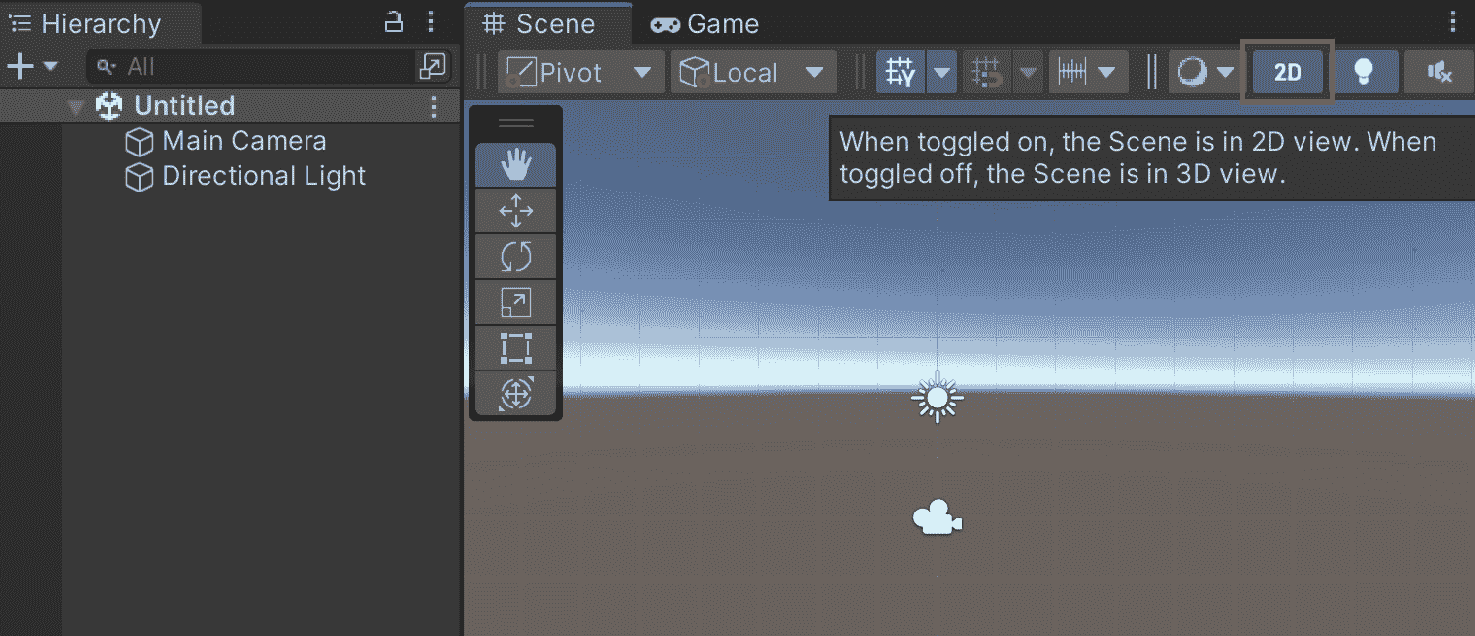 Hierarchy
Scene
Game
All
Pivot
Local
2D
Untitled
Main Camera
Directional Light
When toggled on, the Scene is in 2D view. When
toggled off, the Scene is in 3D view.